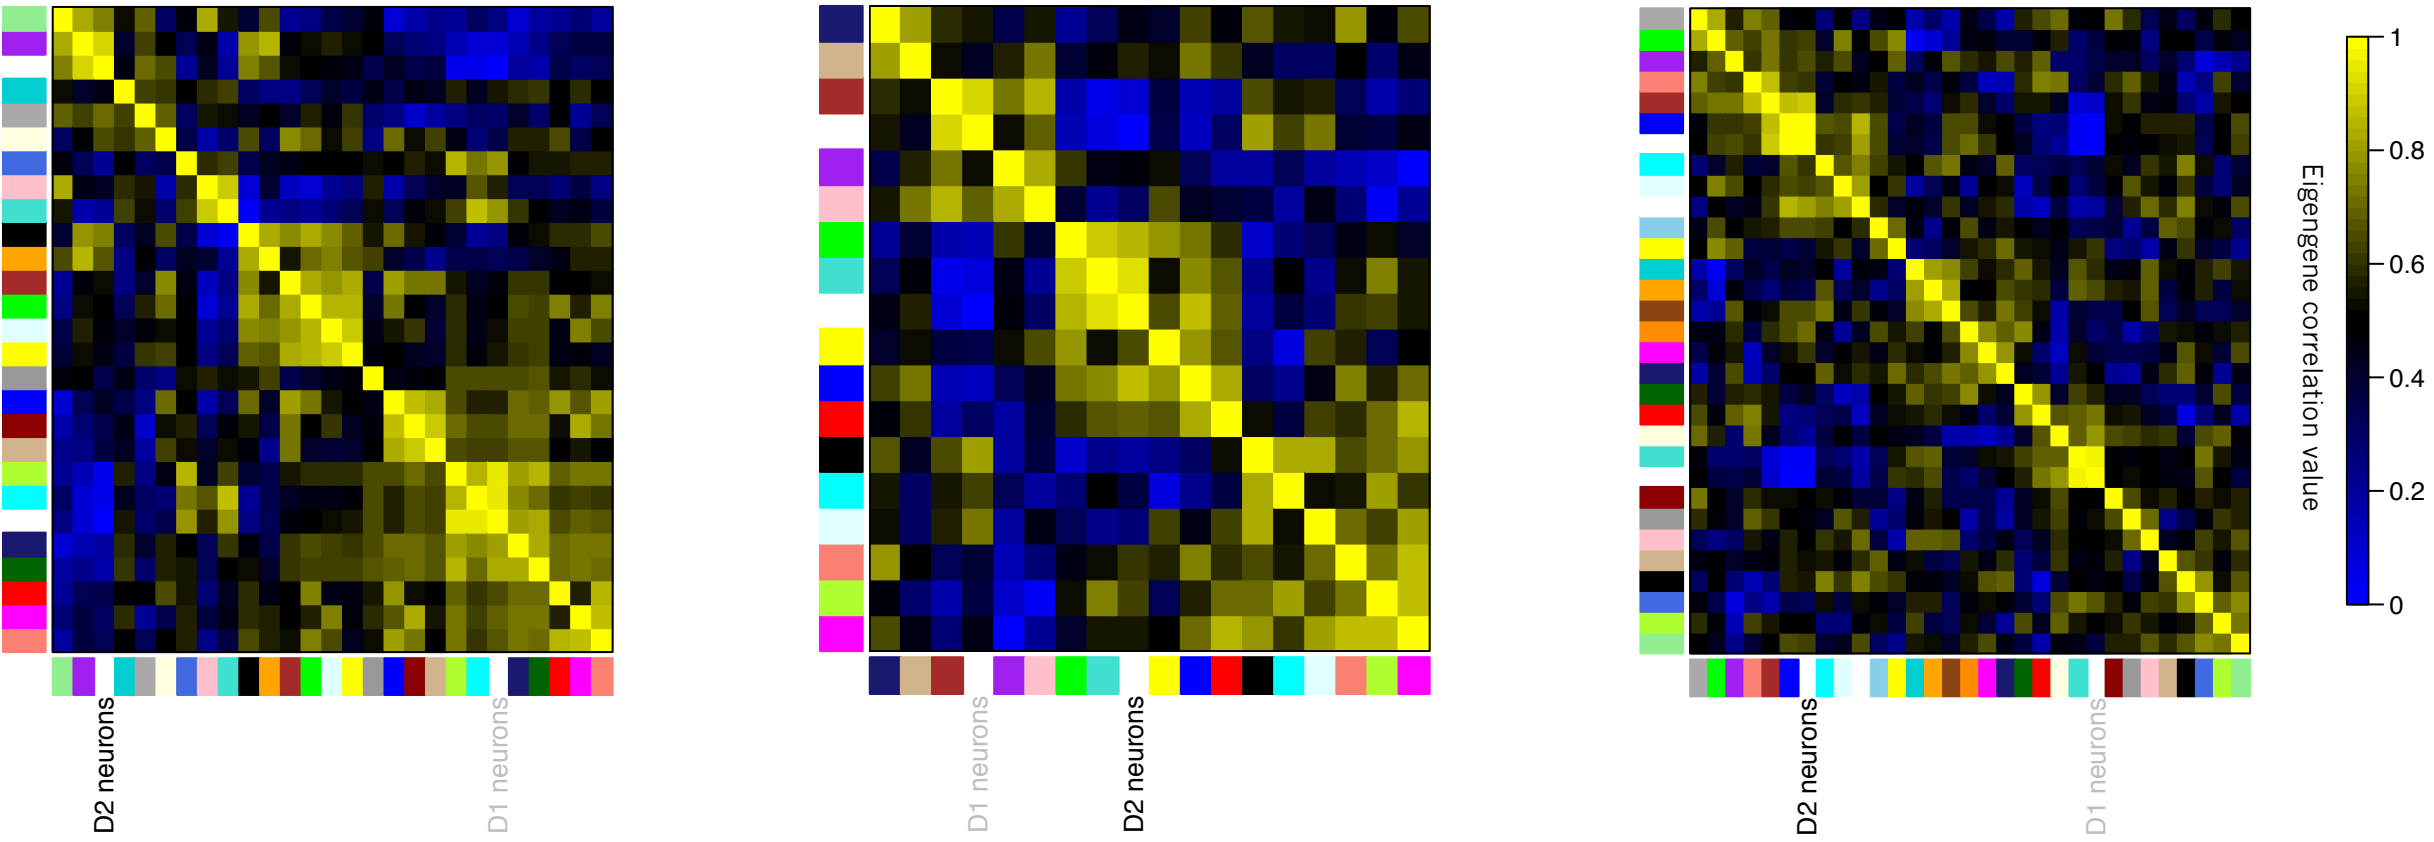 D2 neurons
D1 neurons
D1 neurons
D2 neurons
D2 neurons
D1 neurons
Eigengene correlation value
1
0.8
0.6
0.4
0.2
0